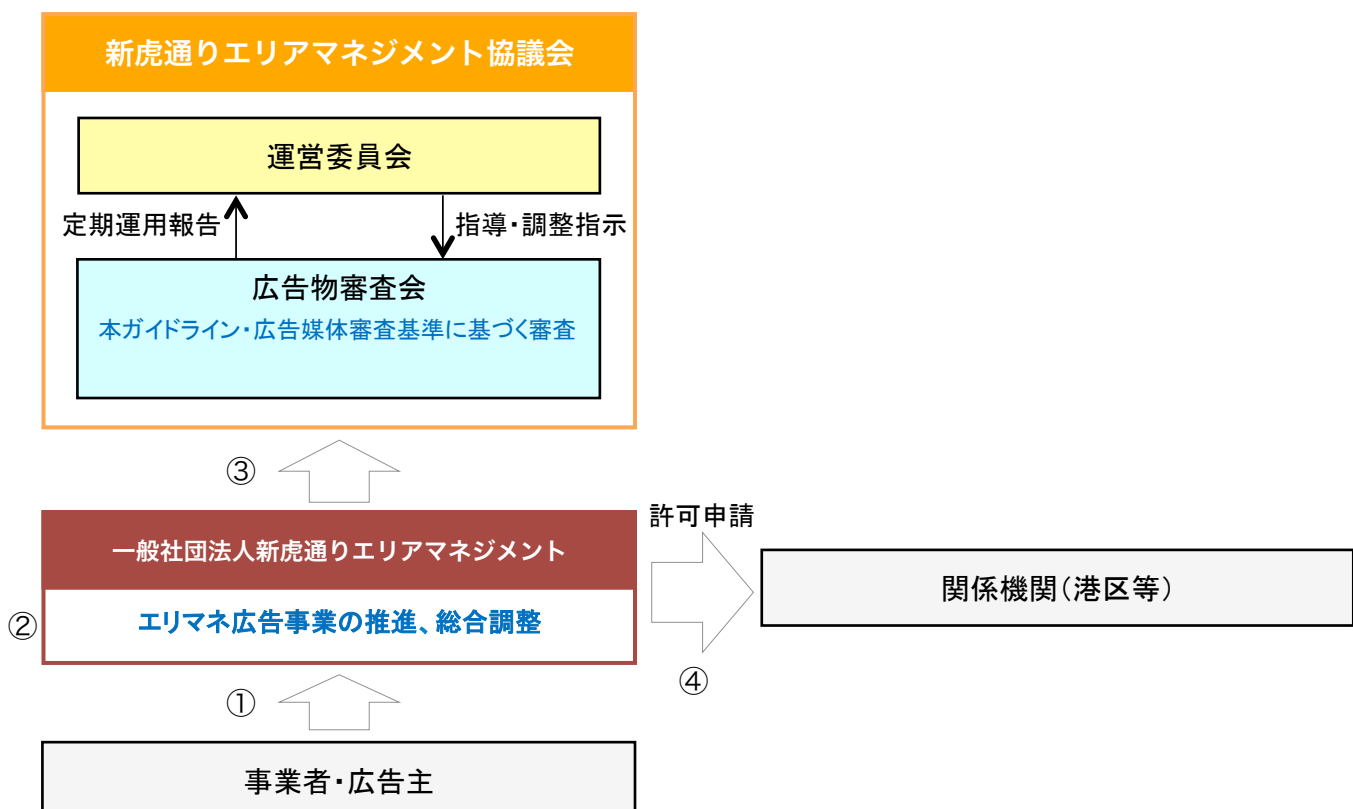 新虎通りエリアマネジメント協議会
運営委員会
定期運用報告
指導・調整指示
広告物審査会
本ガイドライン・広告媒体審査基準に基づく審査
③
許可申請
一般社団法人新虎通りエリアマネジメント
関係機関（港区等）
②
エリマネ広告事業の推進、総合調整
④
①
事業者・広告主